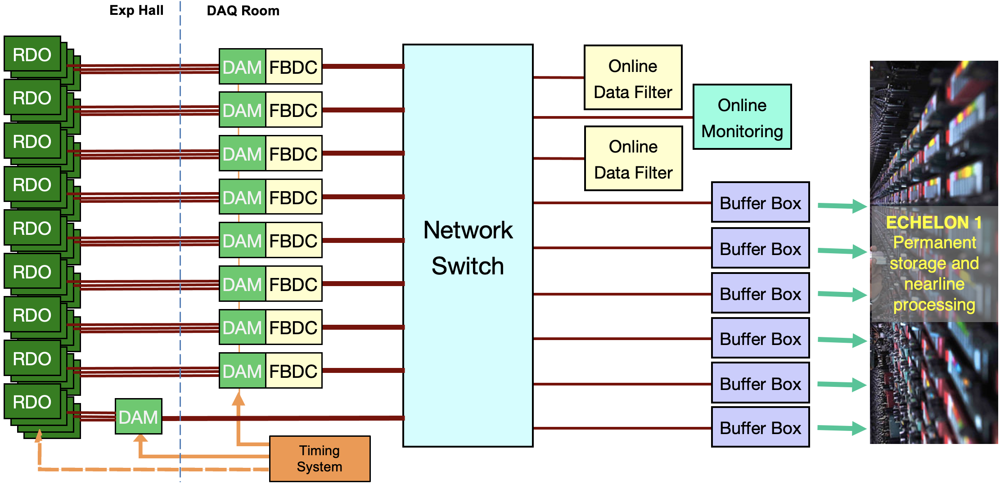 Exp Hall
DAQ Room
RDO
DAM FBDC
RDO
DAM FBDC
RDO
DAM FBDC
RDO
DAM FBDC
RDO
DAM FBDC
RDO
DAM FBDC
RDO
DAM FBDC
RDO
DAM FBDC
RDO
DAM
Timing
System
Network
Switch
Online
Data Filter
Online
Monitoring
Online
Data Filter
Buffer Box
Buffer Box
Buffer Box
Buffer Box
Buffer Box
Buffer Box
ECHELON 1
Permanent
storage and
nearline
processing